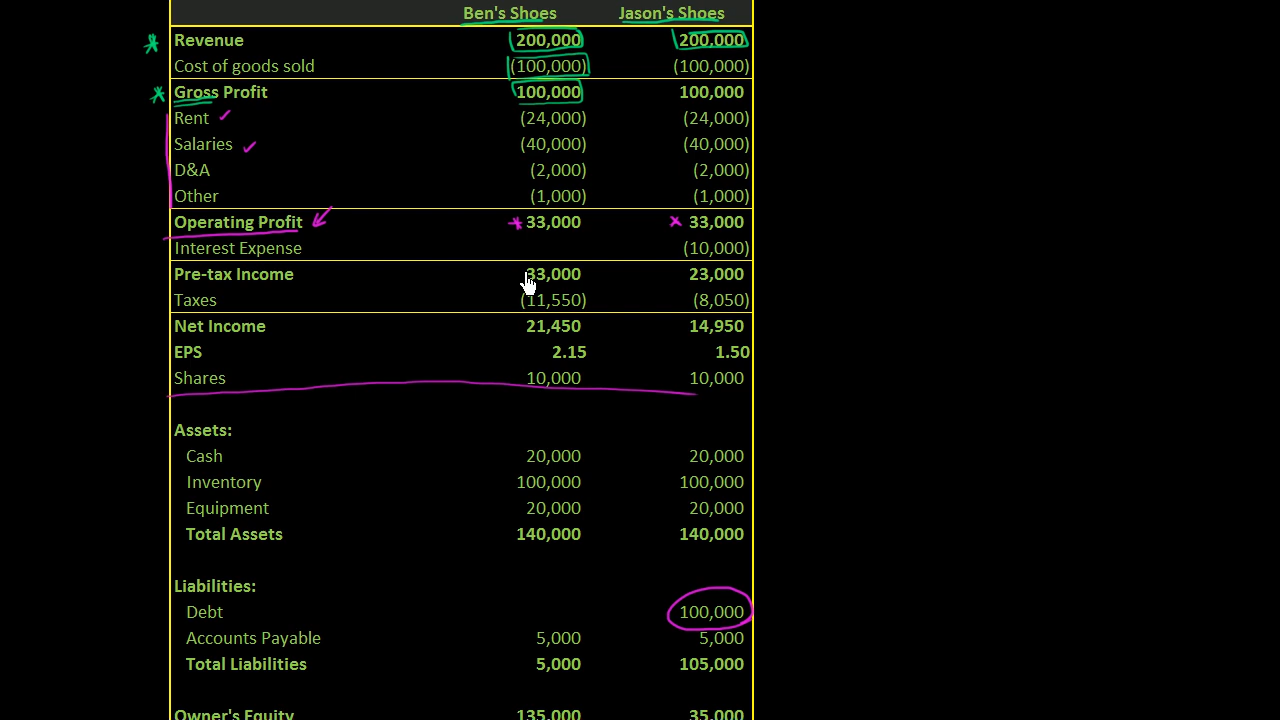 Ben's Shoes Jason's Shoes
Revenue 200,000 200,000
Cost of goods sold (100,000) (100,000)
Gross Profit 100,000 100,000
Rent (24,000) (24,000)
Salaries (40,000) (40,000)
D&A (2,000) (2,000)
Other (1,000) (1,000)
Operating Profit 33,000 33,000
Interest Expense (10,000)
Pre-tax Income 33,000 23,000
Taxes (11,550) (8,050)
Net Income 21,450 14,950
EPS 2.15 1.50
Shares 10,000 10,000
Assets:
Cash 20,000 20,000
Inventory 100,000 100,000
Equipment 20,000 20,000
Total Assets 140,000 140,000
Liabilities:
Debt 100,000
Accounts Payable 5,000 5,000
Total Liabilities 5,000 105,000
Owner's Equity 135,000 35,000